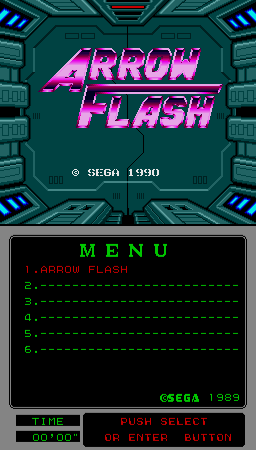 ARROW
FLASH
© SEGA 1990
MENU
1.ARROW FLASH
2.---------------------------
3.---------------------------
4.---------------------------
5.---------------------------
6.---------------------------
©SEGA 1989
TIME
00'00"
PUSH SELECT
OR ENTER BUTTON